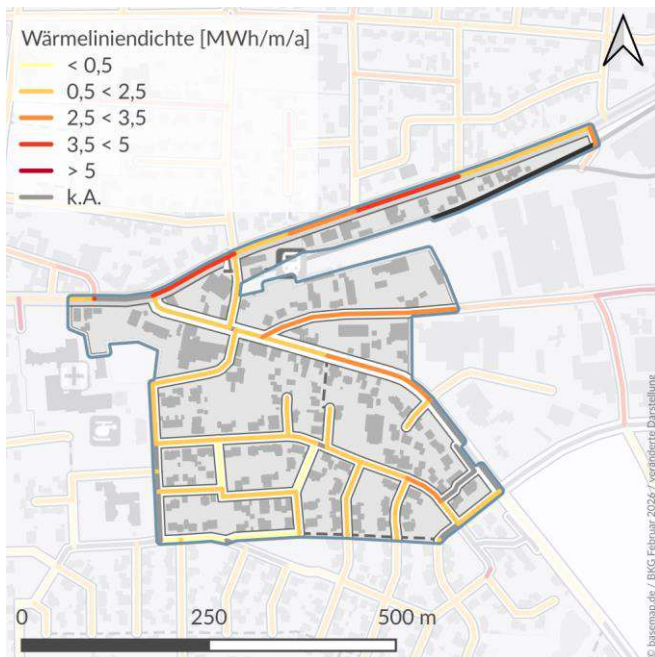 Wärmeliniendichte [MWh/m/a]
< 0,5
0,5 < 2,5
2,5 < 3,5
3,5 < 5
> 5
k.A.
0 250 500 m
© basemap.de / BKG Februar 2026 / veränderte Darstellung